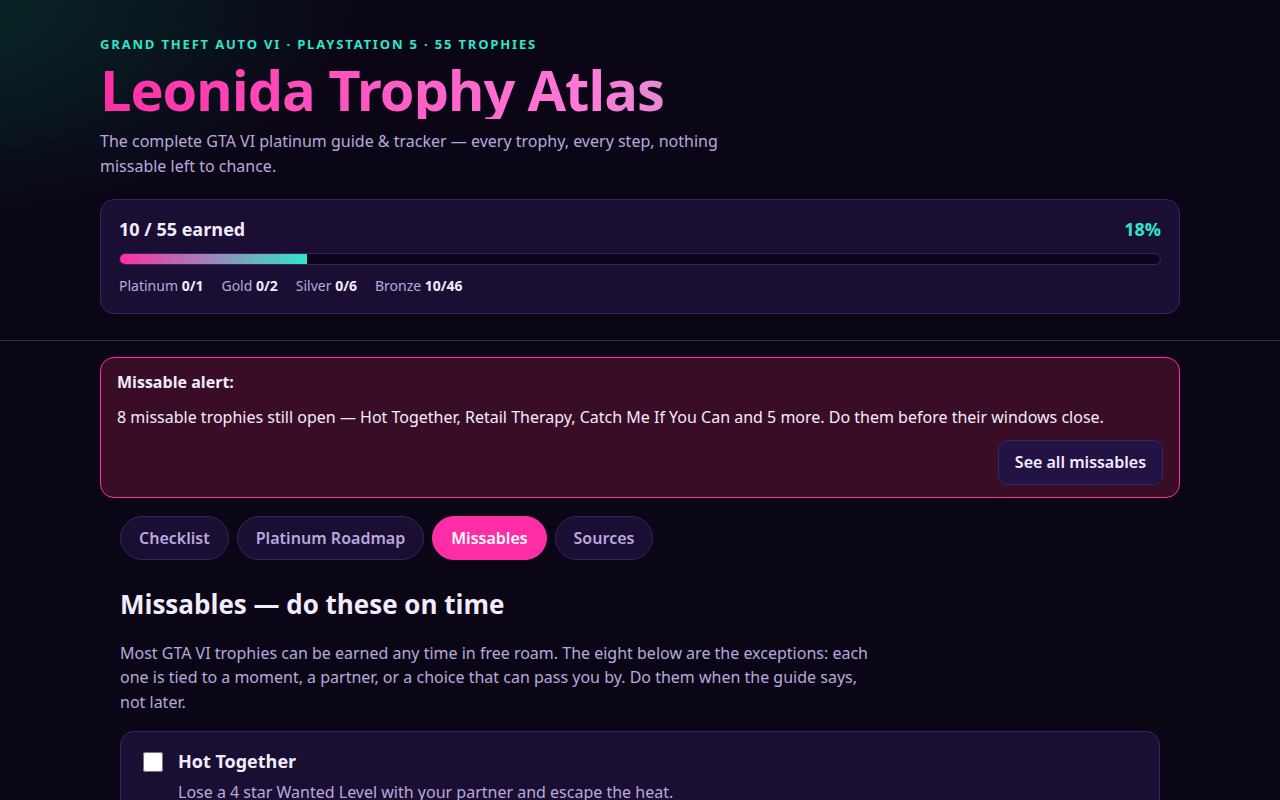 GRAND THEFT AUTO VI · PLAYSTATION 5 · 55 TROPHIES
Leonida Trophy Atlas
The complete GTA VI platinum guide & tracker — every trophy, every step, nothing
missable left to chance.
10 / 55 earned
18%
Platinum 0/1 Gold 0/2 Silver 0/6 Bronze 10/46
Missable alert:
8 missable trophies still open — Hot Together, Retail Therapy, Catch Me If You Can and 5 more. Do them before their windows close.
See all missables
Checklist
Platinum Roadmap
Missables
Sources
Missables — do these on time
Most GTA VI trophies can be earned any time in free roam. The eight below are the exceptions: each
one is tied to a moment, a partner, or a choice that can pass you by. Do them when the guide says,
not later.
Hot Together
Lose a 4 star Wanted Level with your partner and escape the heat.